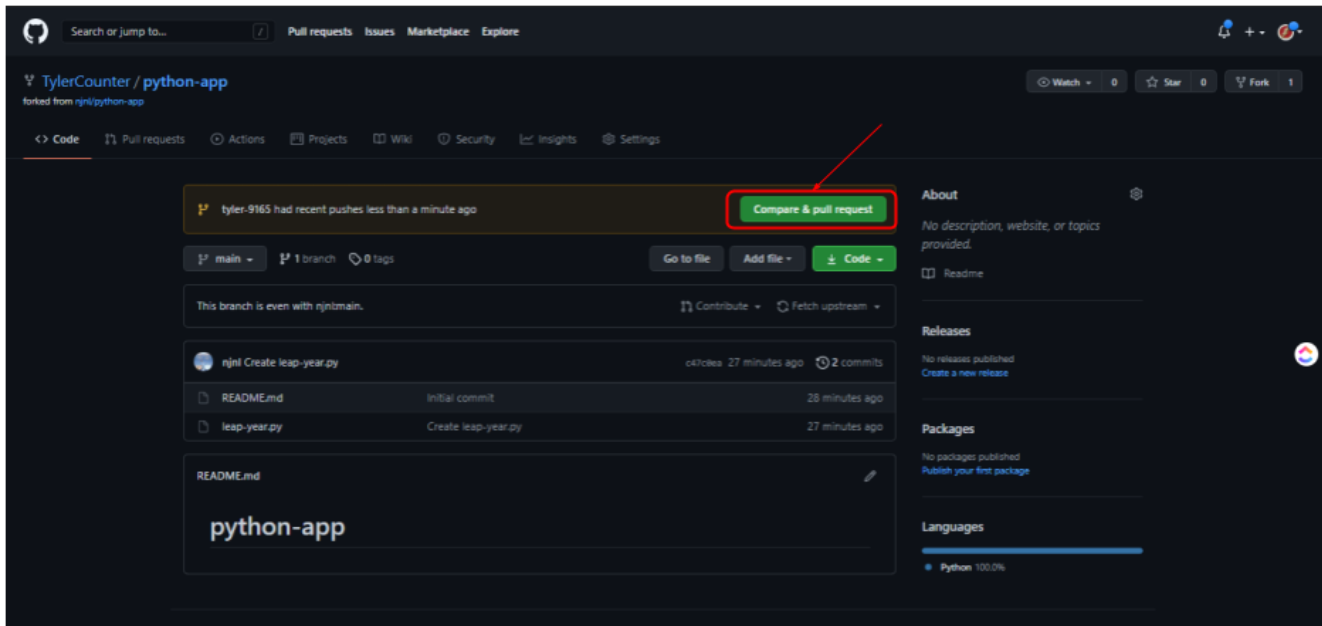 Search or jump to... /
Pull requests Issues Marketplace Explore
TylerCounter / python-app
forked from njnl/python-app
Watch 0 Star 0 Fork 1
Code Pull requests Actions Projects Wiki Security Insights Settings
tyler-9165 had recent pushes less than a minute ago Compare & pull request
main 1 branch 0 tags Go to file Add file Code
This branch is even with njnl:main. Contribute Fetch upstream
njnl Create leap-year.py 27 minutes ago 2 commits
README.md Initial commit 28 minutes ago
leap-year.py Create leap-year.py 27 minutes ago
README.md
python-app
About
No description, website, or topics
provided.
Readme
Releases
No releases published
Create a new release
Packages
No packages published
Publish your first package
Languages
Python 100.0%